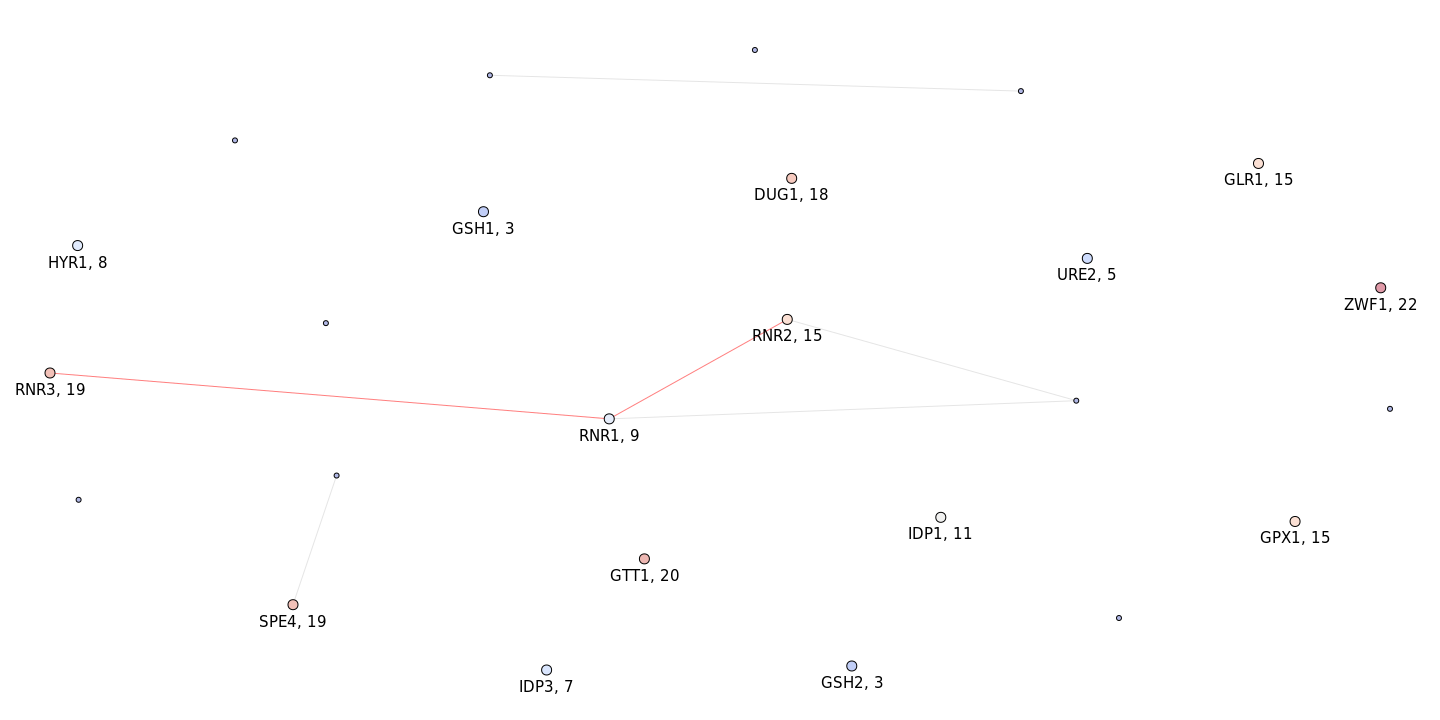 GLR1, 15
DUG1, 18
GSH1, 3
HYR1, 8
URE2, 5
ZWF1, 22
RNR2, 15
RNR3, 19
RNR1, 9
IDP1, 11
GPX1, 15
GTT1, 20
SPE4, 19
GSH2, 3
IDP3, 7